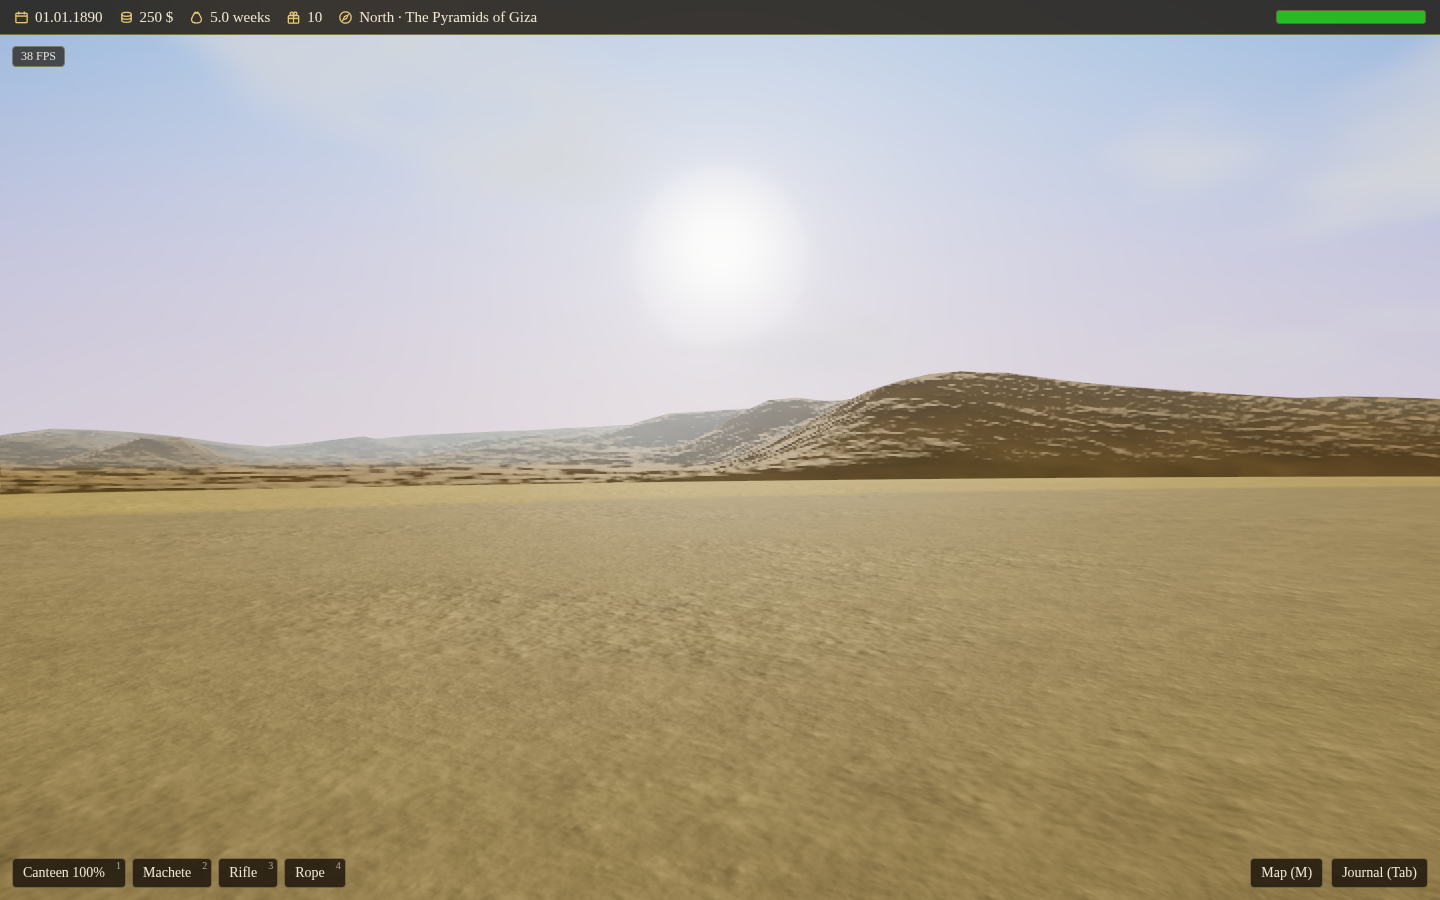 01.01.1890 250 $ 5.0 weeks 10 North · The Pyramids of Giza
38 FPS
Canteen 100% 1 Machete 2 Rifle 3 Rope 4 Map (M) Journal (Tab)